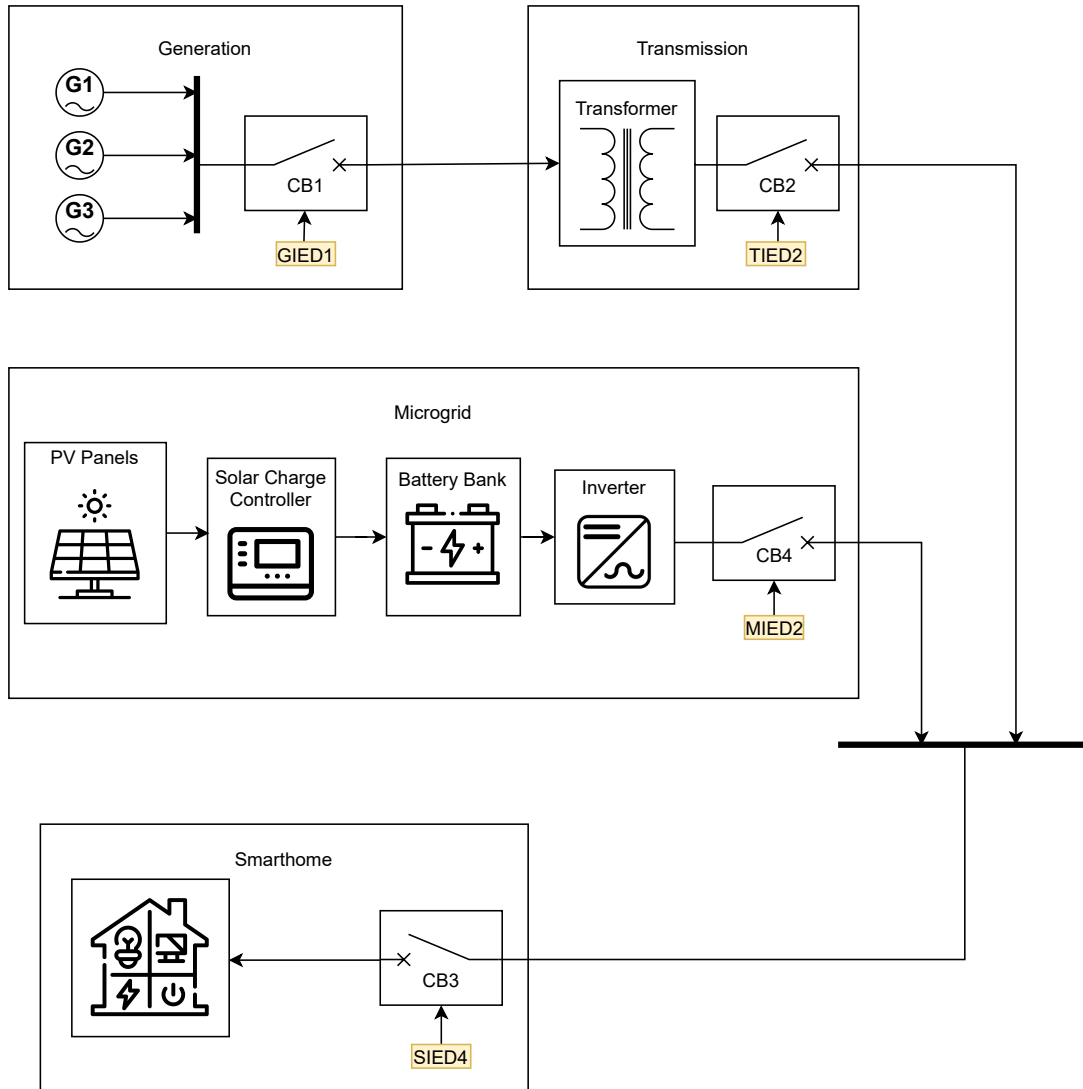 Generation
G1
G2
G3
CB1
GIED1
Transmission
Transformer
CB2
TIED2
Microgrid
PV Panels
Solar Charge
Controller
Battery Bank
Inverter
CB4
MIED2
Smarthome
CB3
SIED4